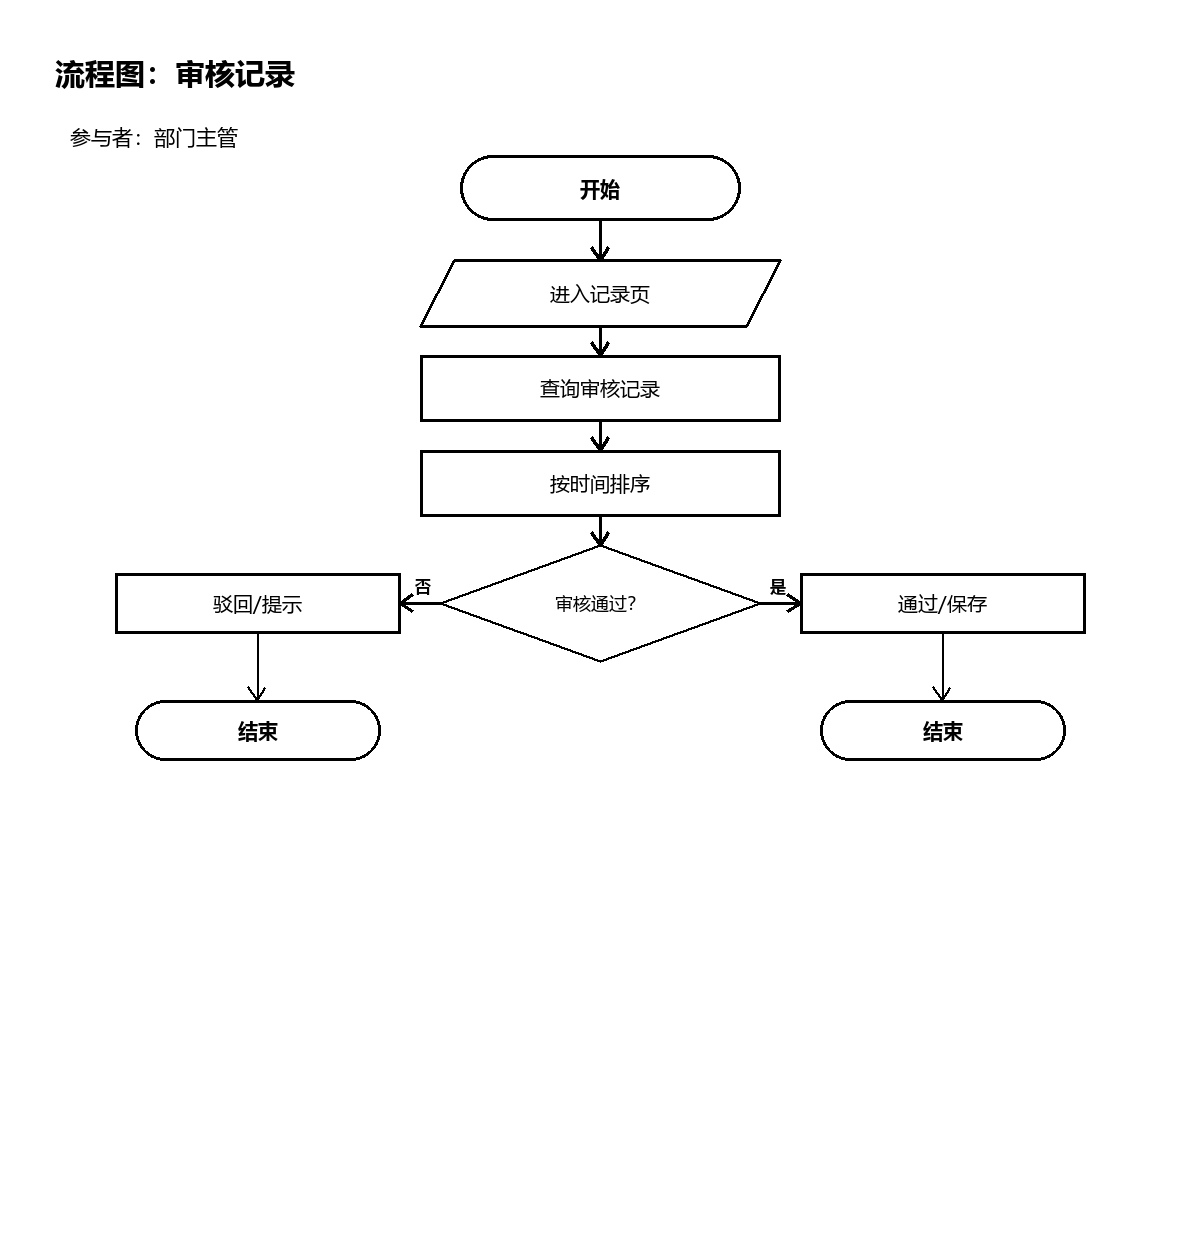 流程图：审核记录
参与者：部门主管
开始
进入记录页
查询审核记录
按时间排序
否
是
驳回/提示
审核通过?
通过/保存
结束
结束